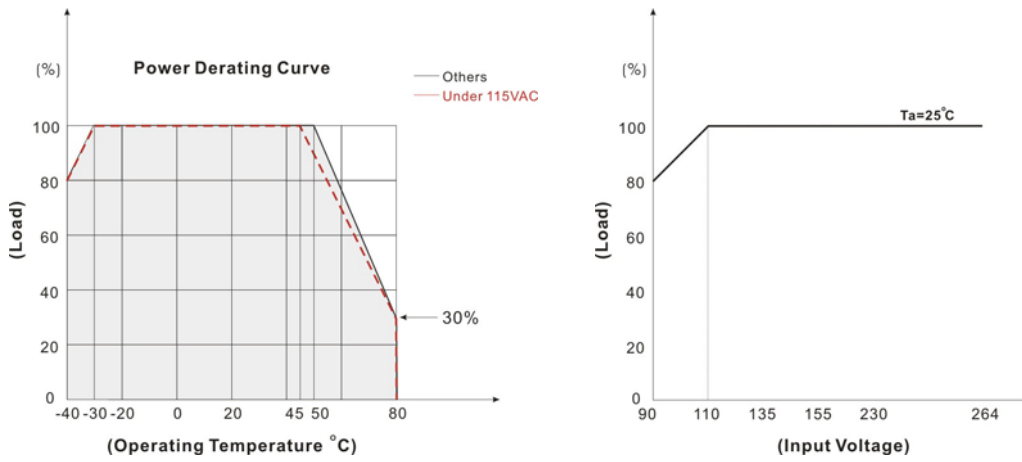 (%)
Power Derating Curve
Others
Under 115VAC
100
80
60
40
20
0
(Load)
30%
-40 -30 -20 0 20 45 50 80
(Operating Temperature °C)
(%)
Ta=25°C
100
80
60
40
20
0
(Load)
90 110 135 155 230 264
(Input Voltage)